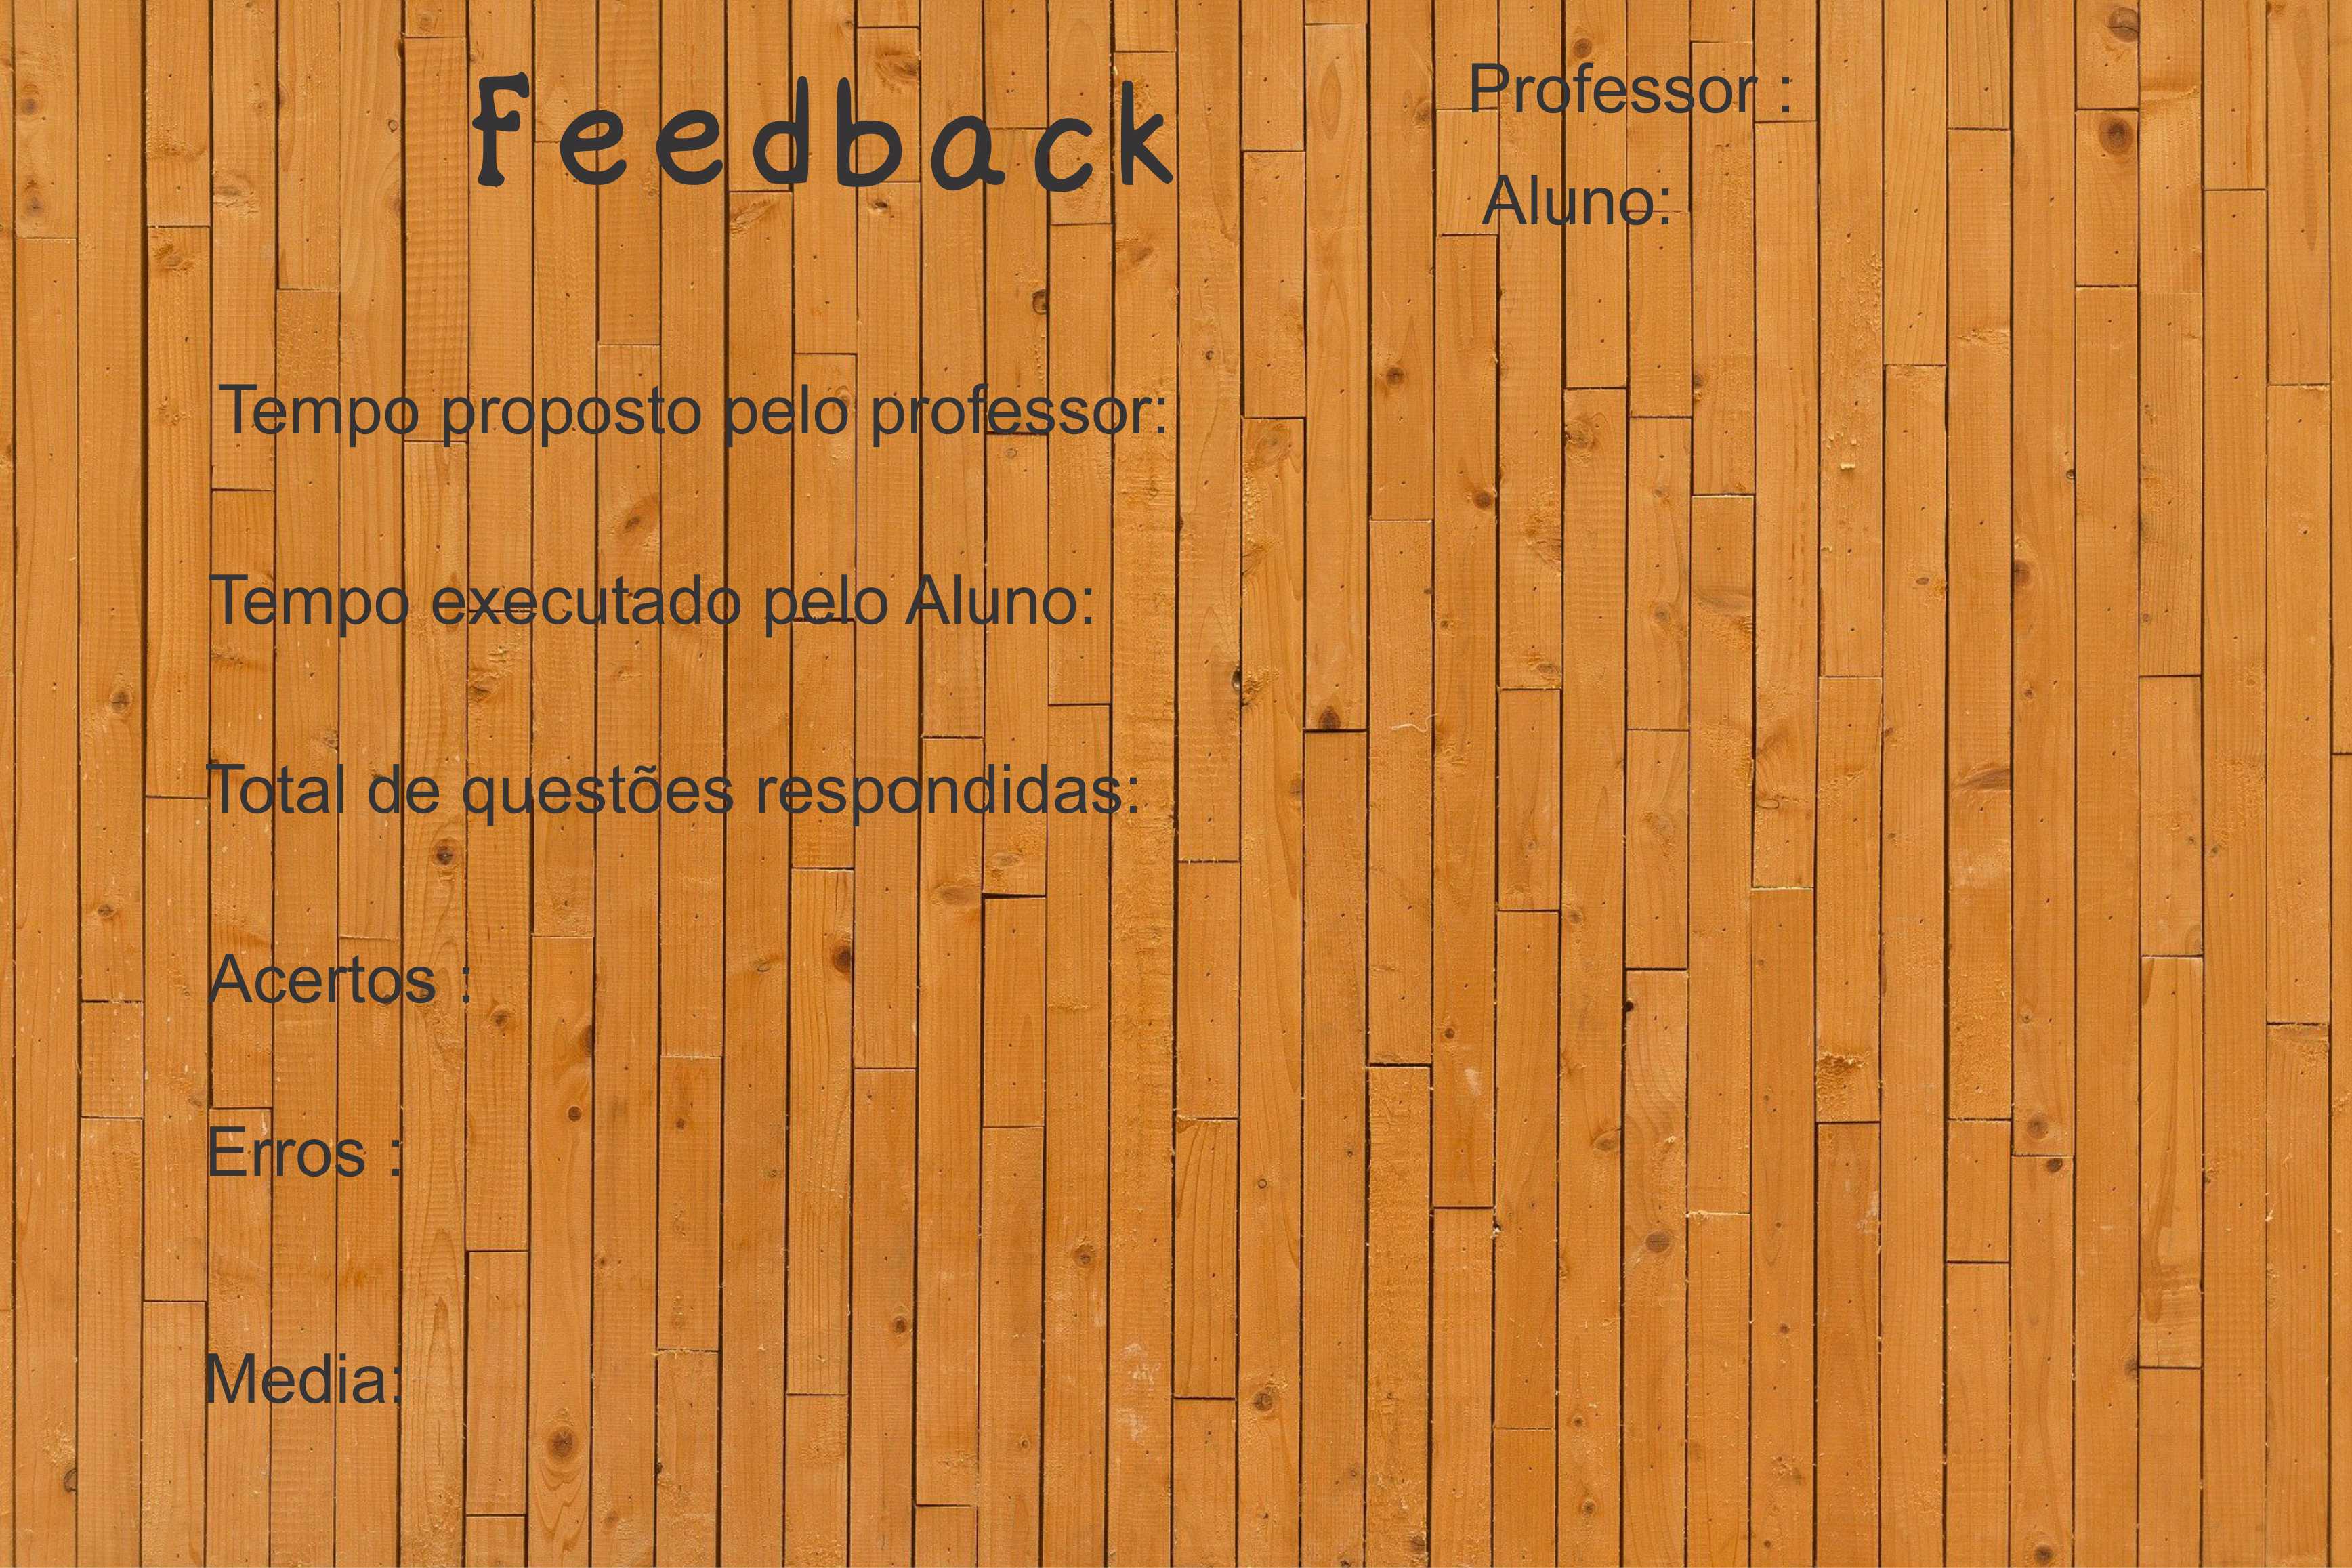 Feedback
Professor :
Aluno:
Tempo proposto pelo professor:
Tempo executado pelo Aluno:
Total de questões respondidas:
Acertos :
Erros :
Media: